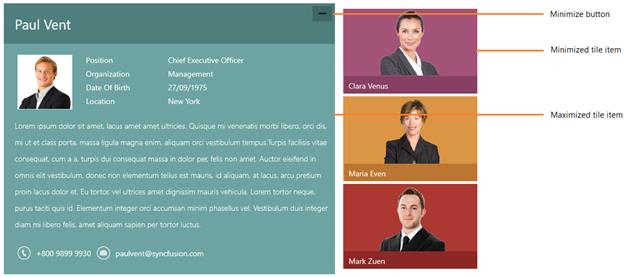 Paul Vent
Position Chief Executive Officer
Organization Management
Date Of Birth 27/09/1975
Location New York
Lorem ipsum dolor sit amet, lacus amet amet ultricies. Quisque mi venenatis morbi libero, orci dis,
mi ut et class porta, massa ligula magna enim, aliquam orci vestibulum tempus.Turpis facilisis vitae
consequat, cum a a, turpis dui consequat massa in dolor per, felis non amet. Auctor eleifend in
omnis elit vestibulum, donec non elementum tellus est mauris, id aliquam, at lacus, arcu pretium
proin lacus dolor et. Eu tortor, vel ultrices amet dignissim mauris vehicula. Lorem tortor neque,
purus taciti quis id. Elementum integer orci accumsan minim phasellus vel. Vestibulum duis integer
diam mi libero felis, amet aliquam sapien per tortor luctus.
+800 9899 9930 paulvent@syncfusion.com
Clara Venus
Maria Even
Mark Zuen
Minimize button
Minimized tile item
Maximized tile item